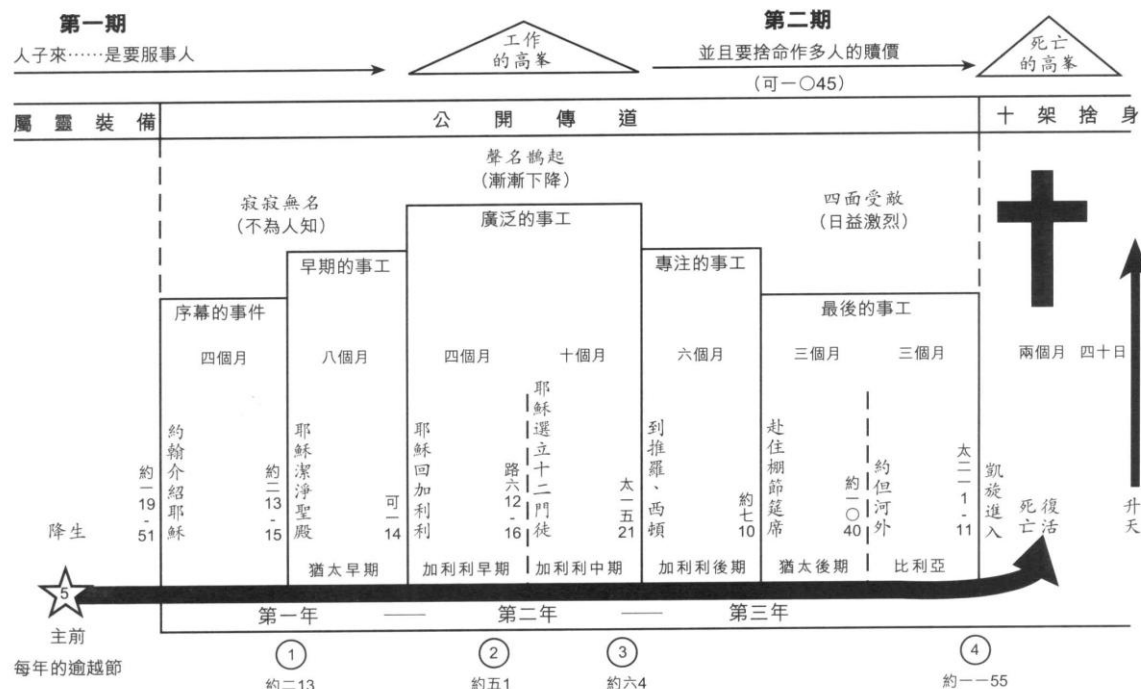 第一期
人子來……是要服事人
工作
的高峯
第二期
並且要捨命作多人的贖價
(可一○45)
死亡
的高峯
屬靈裝備
公開傳道
十架捨身
聲名鵲起
(漸漸下降)
寂寂無名
(不為人知)
四面受敵
(日益激烈)
廣泛的事工
早期的事工
專注的事工
序幕的事件
最後的事工
四個月
八個月
四個月
十個月
六個月
三個月
三個月
兩個月
四十日
降生
約一19-51
約翰介紹耶穌
約二13-15
耶穌潔淨聖殿
可一14
耶穌回加利利
路六12-16
耶穌選立十二門徒
太一五21
到推羅、西頓
約七10
赴住棚節筵席
約一○40
約但河外
太二一1-11
凱旋進入
死亡
復活
升天
猶太早期
加利利早期
加利利中期
加利利後期
猶太後期
比利亞
5
主前
第一年 —— 第二年 —— 第三年
每年的逾越節
1
約二13
2
約五1
3
約六4
4
約一一55